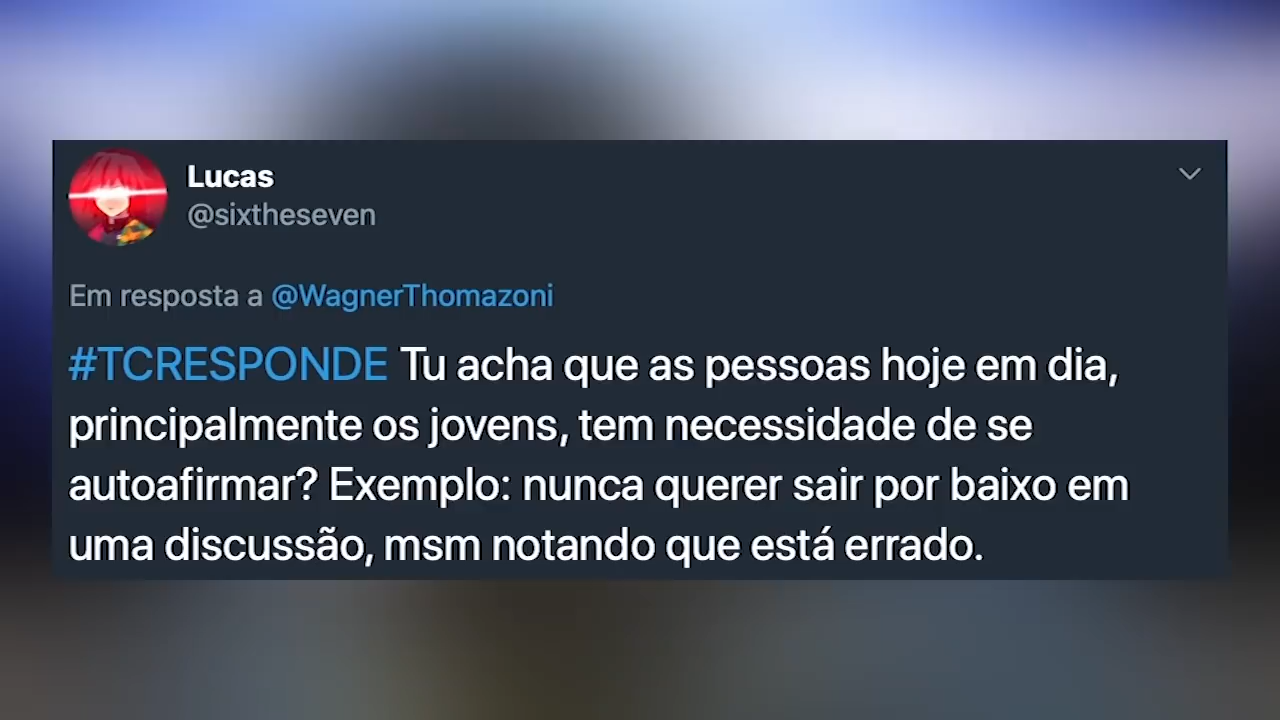 Lucas
@sixtheseven
Em resposta a @WagnerThomazoni
#TCRESPONDE Tu acha que as pessoas hoje em dia,
principalmente os jovens, tem necessidade de se
autoafirmar? Exemplo: nunca querer sair por baixo em
uma discussão, msm notando que está errado.